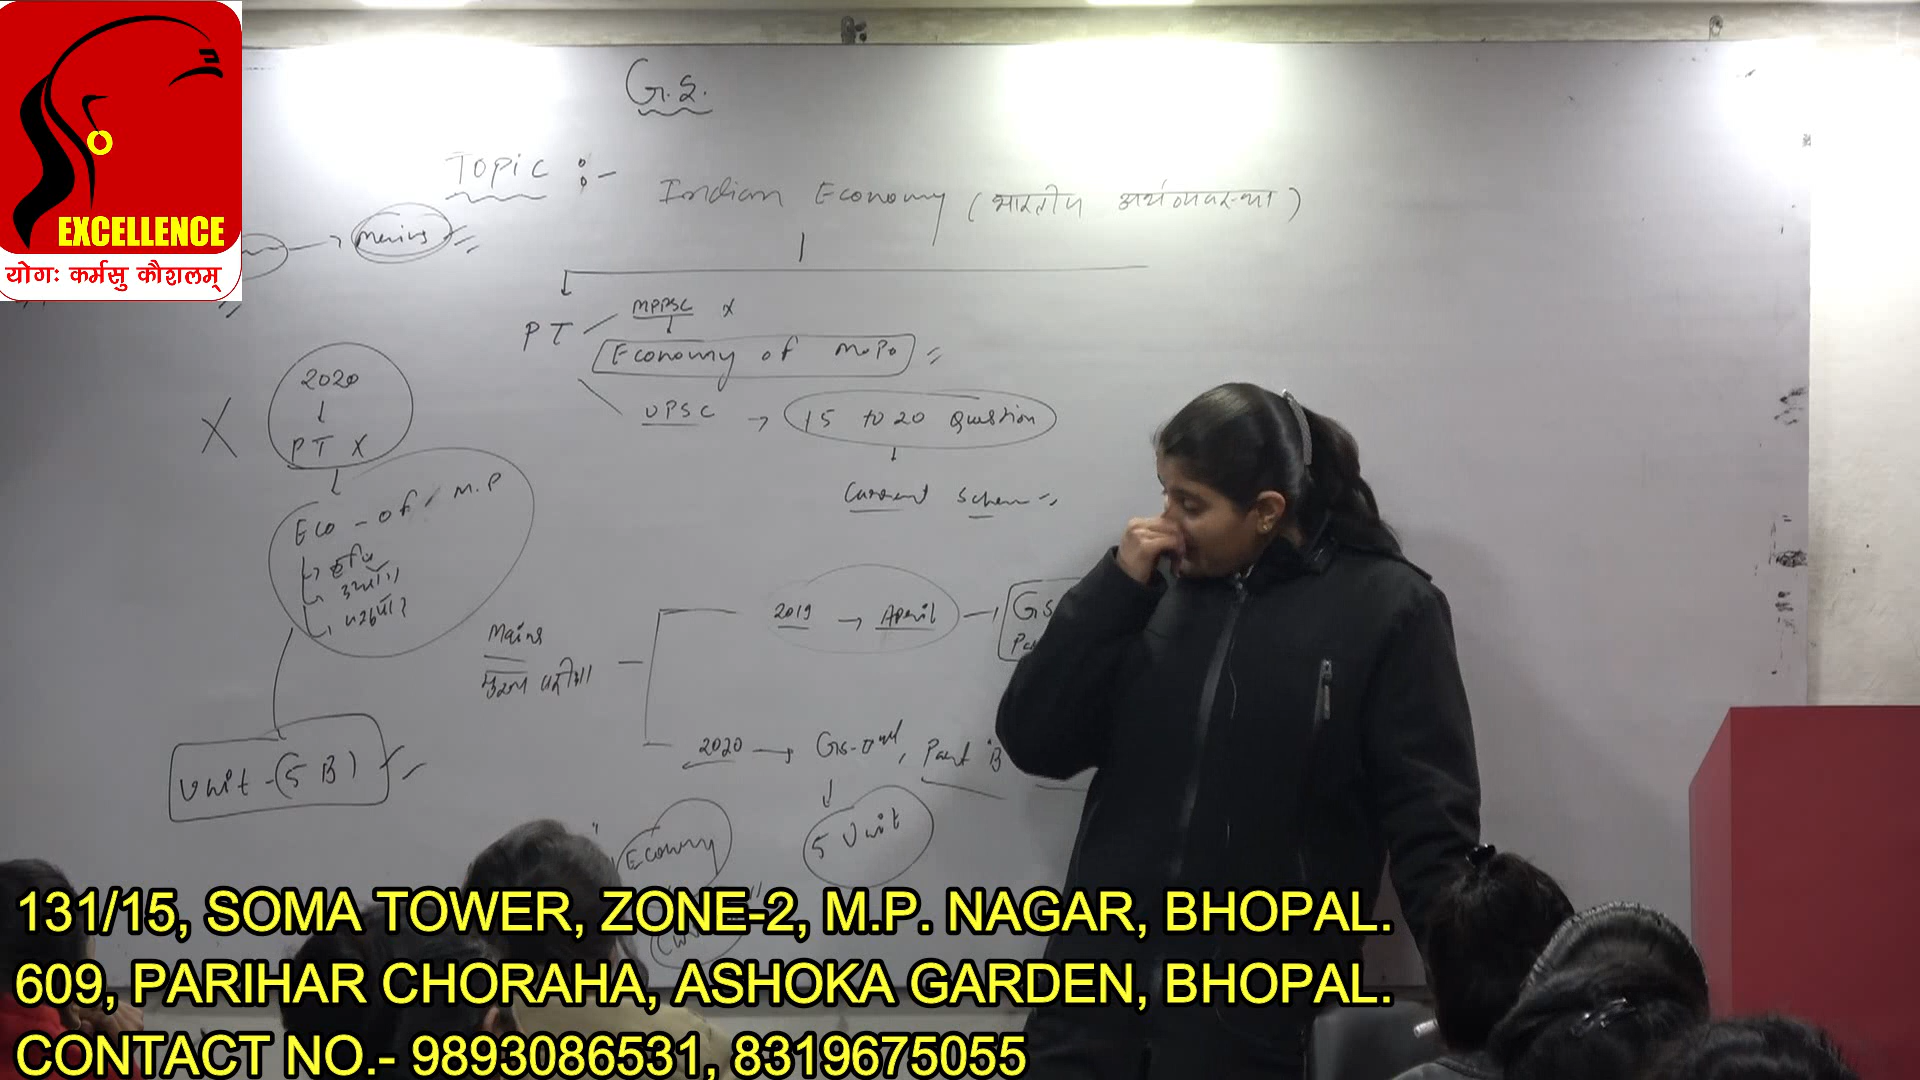 EXCELLENCE
योगः कर्मसु कौशलम्
G.S.
Topic :-
Indian Economy (भारतीय अर्थव्यवस्था)
Mains
PT
MPPSC X
Economy of M.P.
UPSC → 15 to 20 Question
Current Scheme
2020
PT X
X
Eco - of M.P
कृषि
उद्योग
Unit - (5 B)
Mains
मुख्य परीक्षा
2019 → April → GS
2020 → GS- , Part B
5 Unit
Economy
131/15, SOMA TOWER, ZONE-2, M.P. NAGAR, BHOPAL.
609, PARIHAR CHORAHA, ASHOKA GARDEN, BHOPAL.
CONTACT NO.- 9893086531, 8319675055